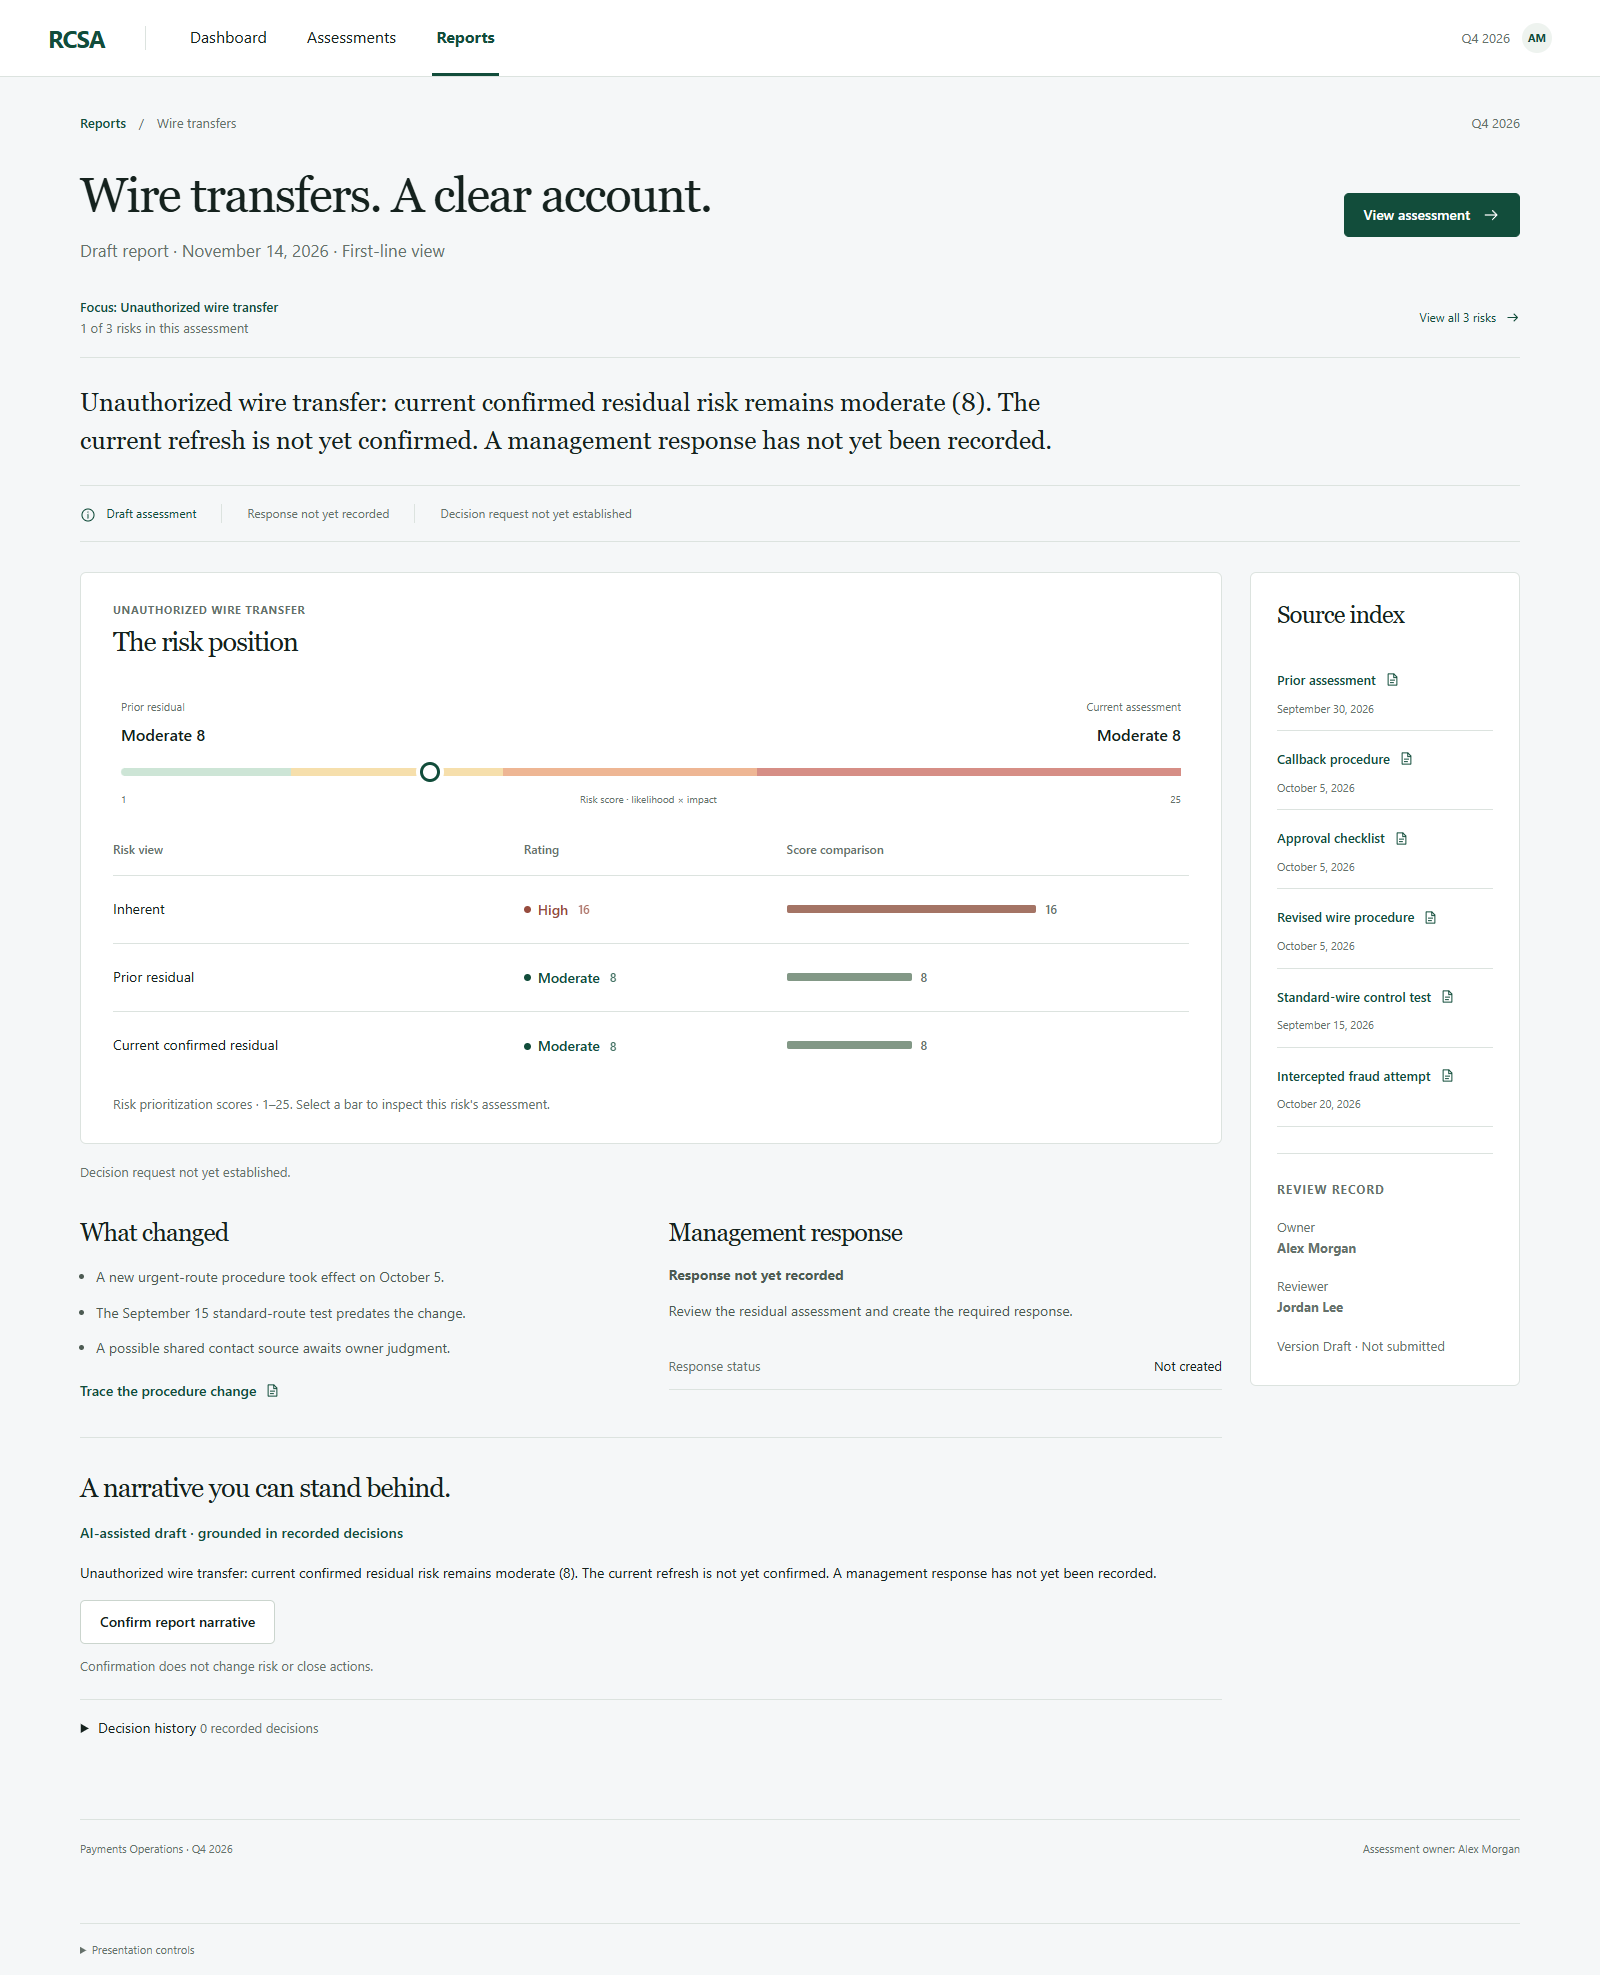 RCSA
Dashboard
Assessments
Reports
Q4 2026
AM
Reports / Wire transfers
Q4 2026
Wire transfers. A clear account.
Draft report · November 14, 2026 · First-line view
View assessment →
Focus: Unauthorized wire transfer
1 of 3 risks in this assessment
View all 3 risks →
Unauthorized wire transfer: current confirmed residual risk remains moderate (8). The
current refresh is not yet confirmed. A management response has not yet been recorded.
Draft assessment
Response not yet recorded
Decision request not yet established
UNAUTHORIZED WIRE TRANSFER
The risk position
Prior residual
Current assessment
Moderate 8
Moderate 8
1
Risk score · likelihood × impact
25
Risk view
Rating
Score comparison
Inherent
High 16
16
Prior residual
Moderate 8
8
Current confirmed residual
Moderate 8
8
Risk prioritization scores · 1–25. Select a bar to inspect this risk's assessment.
Source index
Prior assessment
September 30, 2026
Callback procedure
October 5, 2026
Approval checklist
October 5, 2026
Revised wire procedure
October 5, 2026
Standard-wire control test
September 15, 2026
Intercepted fraud attempt
October 20, 2026
REVIEW RECORD
Owner
Alex Morgan
Reviewer
Jordan Lee
Version Draft · Not submitted
Decision request not yet established.
What changed
• A new urgent-route procedure took effect on October 5.
• The September 15 standard-route test predates the change.
• A possible shared contact source awaits owner judgment.
Trace the procedure change
Management response
Response not yet recorded
Review the residual assessment and create the required response.
Response status
Not created
A narrative you can stand behind.
AI-assisted draft · grounded in recorded decisions
Unauthorized wire transfer: current confirmed residual risk remains moderate (8). The current refresh is not yet confirmed. A management response has not yet been recorded.
Confirm report narrative
Confirmation does not change risk or close actions.
Decision history 0 recorded decisions
Payments Operations · Q4 2026
Assessment owner: Alex Morgan
Presentation controls